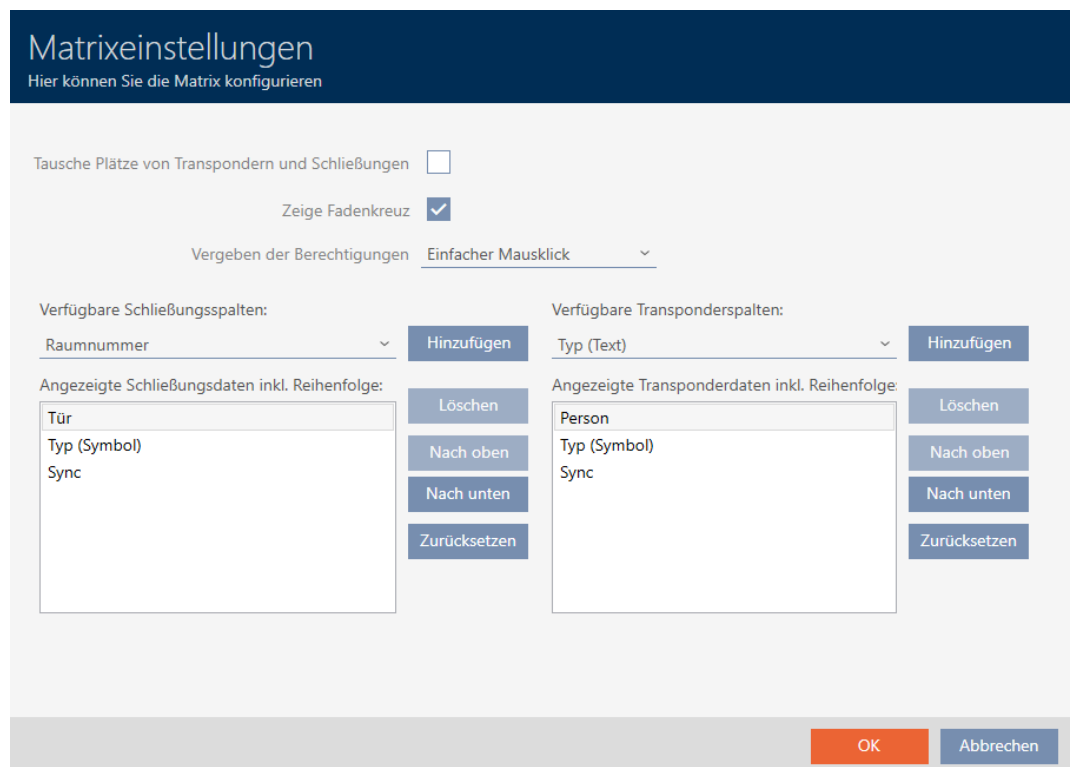 Matrixeinstellungen
Hier können Sie die Matrix konfigurieren
Tausche Plätze von Transpondern und Schließungen
Zeige Fadenkreuz
Vergeben der Berechtigungen Einfacher Mausklick
Verfügbare Schließungsspalten:
Raumnummer Hinzufügen
Angezeigte Schließungsdaten inkl. Reihenfolge:
Tür
Typ (Symbol)
Sync
Löschen
Nach oben
Nach unten
Zurücksetzen
Verfügbare Transponderspalten:
Typ (Text) Hinzufügen
Angezeigte Transponderdaten inkl. Reihenfolge:
Person
Typ (Symbol)
Sync
Löschen
Nach oben
Nach unten
Zurücksetzen
OK Abbrechen